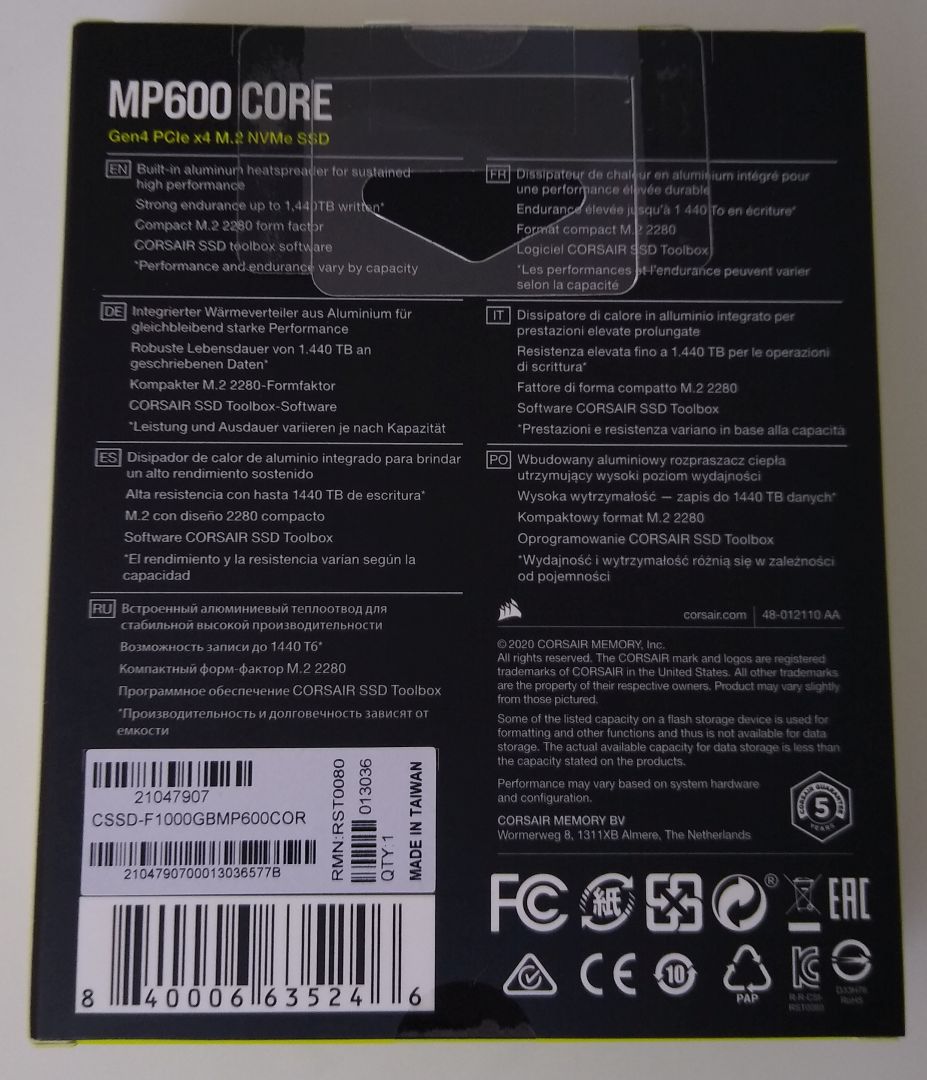 MP600 CORE
Gen4 PCIe x4 M.2 NVMe SSD
EN Built-in aluminum heatspreader for sustained
high performance
Strong endurance up to 1,440TB written*
Compact M.2 2280 form factor
CORSAIR SSD toolbox software
*Performance and endurance vary by capacity
FR Dissipateur de chaleur en aluminium intégré pour
une performance élevée durable
Endurance élevée jusqu'à 1 440 To en écriture*
Format compact M.2 2280
Logiciel CORSAIR SSD Toolbox
*Les performances et l'endurance peuvent varier
selon la capacité
DE Integrierter Wärmeverteiler aus Aluminium für
gleichbleibend starke Performance
Robuste Lebensdauer von 1.440 TB an
geschriebenen Daten*
Kompakter M.2 2280-Formfaktor
CORSAIR SSD Toolbox-Software
*Leistung und Ausdauer variieren je nach Kapazität
IT Dissipatore di calore in alluminio integrato per
prestazioni elevate prolungate
Resistenza elevata fino a 1.440 TB per le operazioni
di scrittura*
Fattore di forma compatto M.2 2280
Software CORSAIR SSD Toolbox
*Prestazioni e resistenza variano in base alla capacità
ES Disipador de calor de aluminio integrado para brindar
un alto rendimiento sostenido
Alta resistencia con hasta 1440 TB de escritura*
M.2 con diseño 2280 compacto
Software CORSAIR SSD Toolbox
*El rendimiento y la resistencia varían según la
capacidad
PO Wbudowany aluminiowy rozpraszacz ciepła
utrzymujący wysoki poziom wydajności
Wysoka wytrzymałość — zapis do 1440 TB danych*
Kompaktowy format M.2 2280
Oprogramowanie CORSAIR SSD Toolbox
*Wydajność i wytrzymałość różnią się w zależności
od pojemności
RU Встроенный алюминиевый теплоотвод для
стабильной высокой производительности
Возможность записи до 1440 Тб*
Компактный форм-фактор M.2 2280
Программное обеспечение CORSAIR SSD Toolbox
*Производительность и долговечность зависят от
емкости
corsair.com | 48-012110 AA
© 2020 CORSAIR MEMORY, Inc.
All rights reserved. The CORSAIR mark and logos are registered
trademarks of CORSAIR in the United States. All other trademarks
are the property of their respective owners. Product may vary slightly
from those pictured.
Some of the listed capacity on a flash storage device is used for
formatting and other functions and thus is not available for data
storage. The actual available capacity for data storage is less than
the capacity stated on the products.
Performance may vary based on system hardware
and configuration.
CORSAIR MEMORY BV
Wormerweg 8, 1311XB Almere, The Netherlands
CORSAIR GUARANTEE
5
YEARS
21047907
CSSD-F1000GBMP600COR
2104790700013036577B
RMN:RST0080
013036
QTY:1
MADE IN TAIWAN
8 40006 63524 6
FC 紙 ® EAC
CE 10 PAP
R-R-CSI-
RST0080
D33H76
RoHS